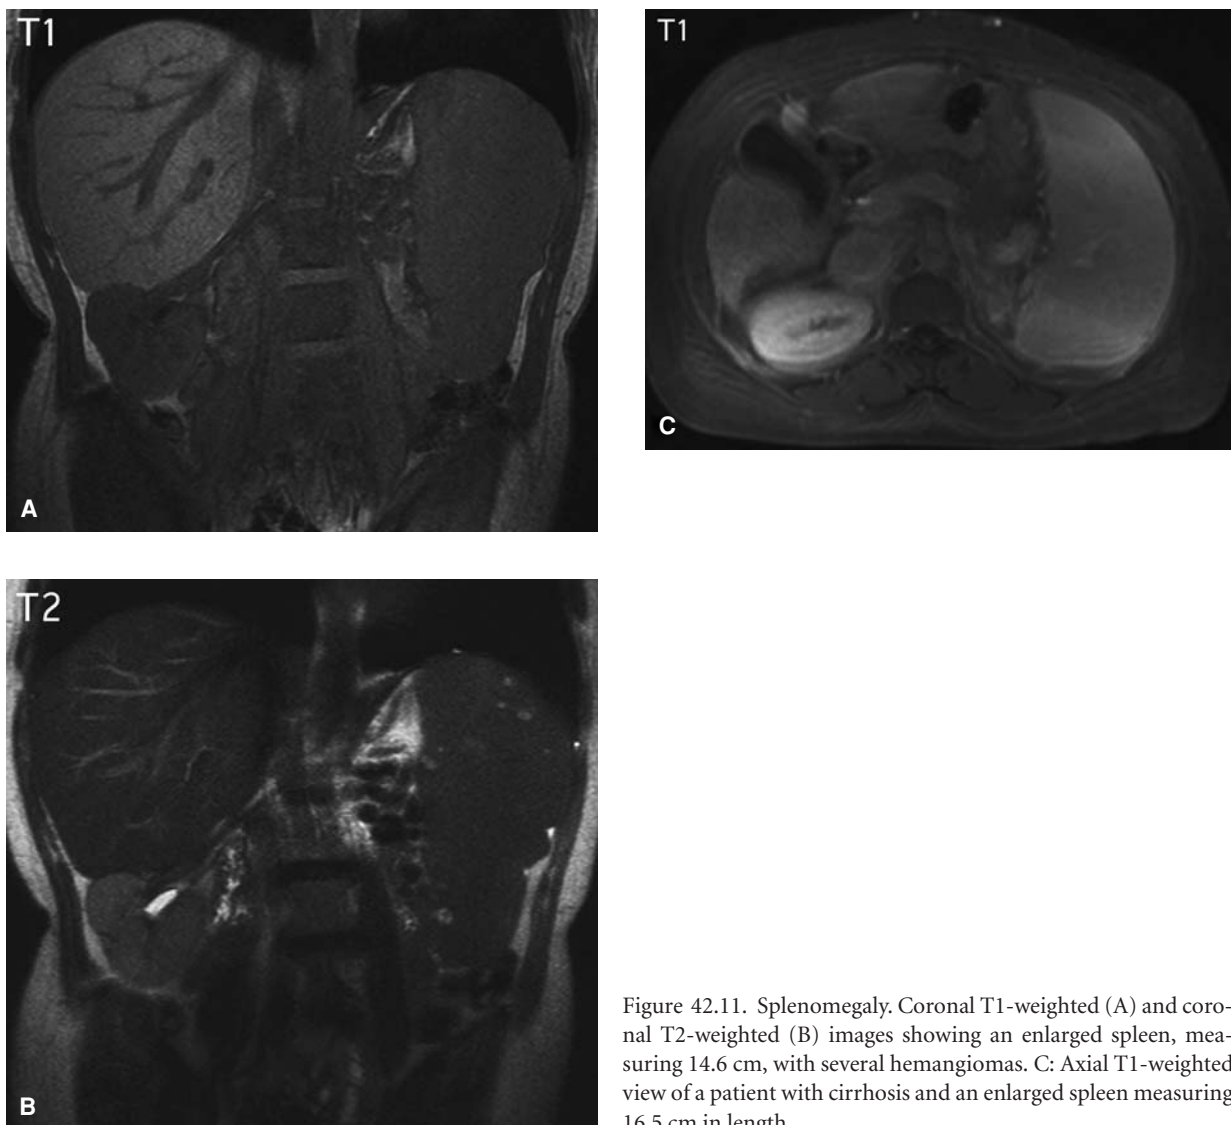 T1
A
T1
C
T2
B
Figure 42.11. Splenomegaly. Coronal T1-weighted (A) and coro-
nal T2-weighted (B) images showing an enlarged spleen, mea-
suring 14.6 cm, with several hemangiomas. C: Axial T1-weighted
view of a patient with cirrhosis and an enlarged spleen measuring
16.5 cm in length.